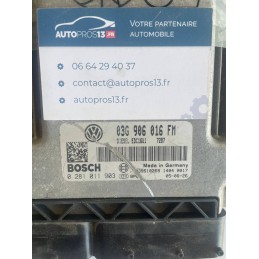 AUTOPROS13.FR
VOTRE PARTENAIRE
AUTOMOBILE
06 64 29 40 37
contact@autopros13.fr
autopros13.fr
03G 906 016 FM
BOSCH
Made in Germany
0 281 011 903